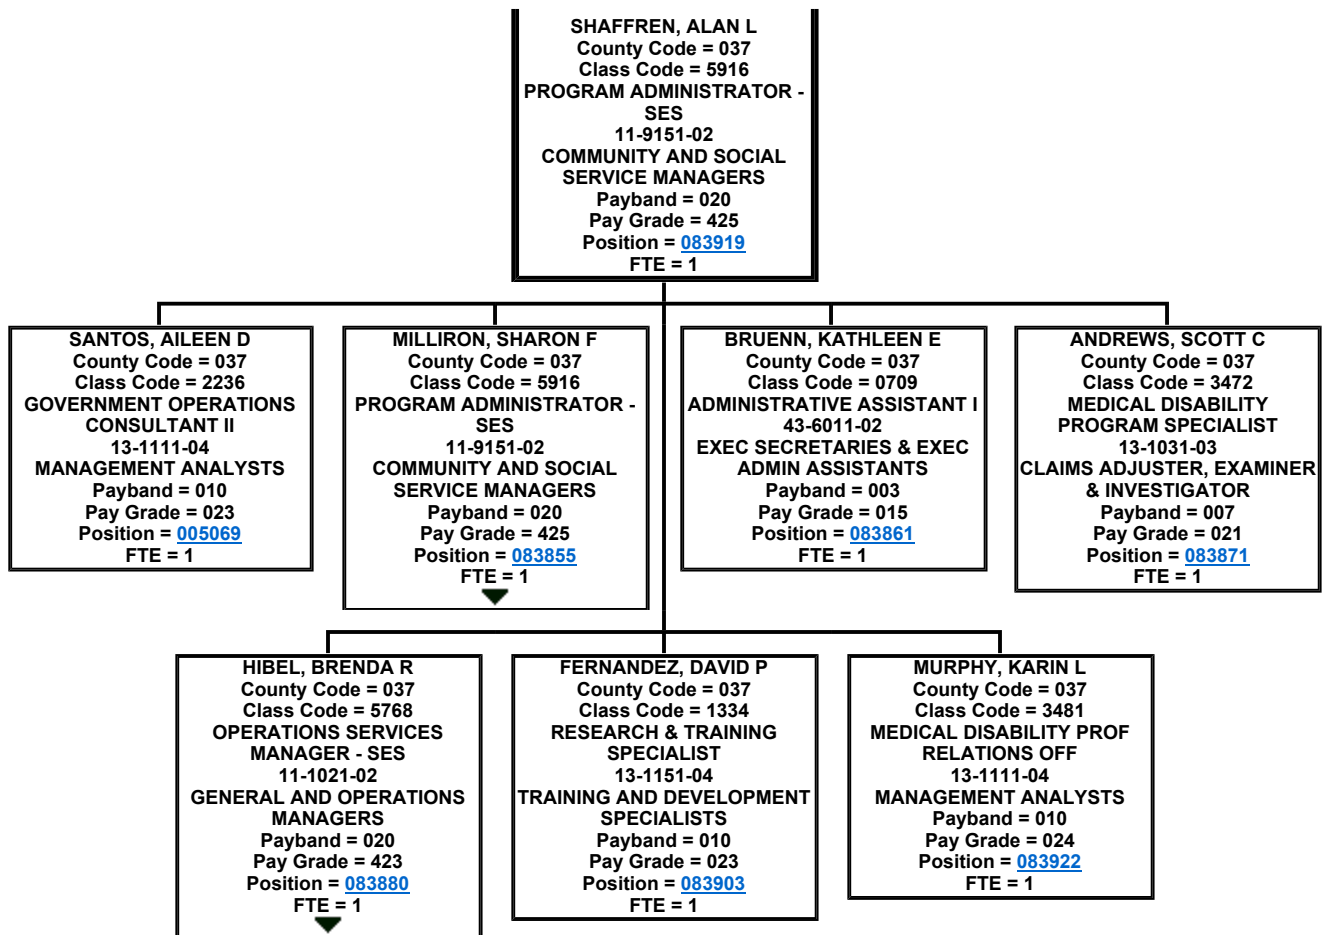 SHAFFREN, ALAN L
County Code = 037
Class Code = 5916
PROGRAM ADMINISTRATOR -
SES
11-9151-02
COMMUNITY AND SOCIAL
SERVICE MANAGERS
Payband = 020
Pay Grade = 425
Position = 083919
FTE = 1
SANTOS, AILEEN D
County Code = 037
Class Code = 2236
GOVERNMENT OPERATIONS
CONSULTANT II
13-1111-04
MANAGEMENT ANALYSTS
Payband = 010
Pay Grade = 023
Position = 005069
FTE = 1
MILLIRON, SHARON F
County Code = 037
Class Code = 5916
PROGRAM ADMINISTRATOR -
SES
11-9151-02
COMMUNITY AND SOCIAL
SERVICE MANAGERS
Payband = 020
Pay Grade = 425
Position = 083855
FTE = 1
BRUENN, KATHLEEN E
County Code = 037
Class Code = 0709
ADMINISTRATIVE ASSISTANT I
43-6011-02
EXEC SECRETARIES & EXEC
ADMIN ASSISTANTS
Payband = 003
Pay Grade = 015
Position = 083861
FTE = 1
ANDREWS, SCOTT C
County Code = 037
Class Code = 3472
MEDICAL DISABILITY
PROGRAM SPECIALIST
13-1031-03
CLAIMS ADJUSTER, EXAMINER
& INVESTIGATOR
Payband = 007
Pay Grade = 021
Position = 083871
FTE = 1
HIBEL, BRENDA R
County Code = 037
Class Code = 5768
OPERATIONS SERVICES
MANAGER - SES
11-1021-02
GENERAL AND OPERATIONS
MANAGERS
Payband = 020
Pay Grade = 423
Position = 083880
FTE = 1
FERNANDEZ, DAVID P
County Code = 037
Class Code = 1334
RESEARCH & TRAINING
SPECIALIST
13-1151-04
TRAINING AND DEVELOPMENT
SPECIALISTS
Payband = 010
Pay Grade = 023
Position = 083903
FTE = 1
MURPHY, KARIN L
County Code = 037
Class Code = 3481
MEDICAL DISABILITY PROF
RELATIONS OFF
13-1111-04
MANAGEMENT ANALYSTS
Payband = 010
Pay Grade = 024
Position = 083922
FTE = 1